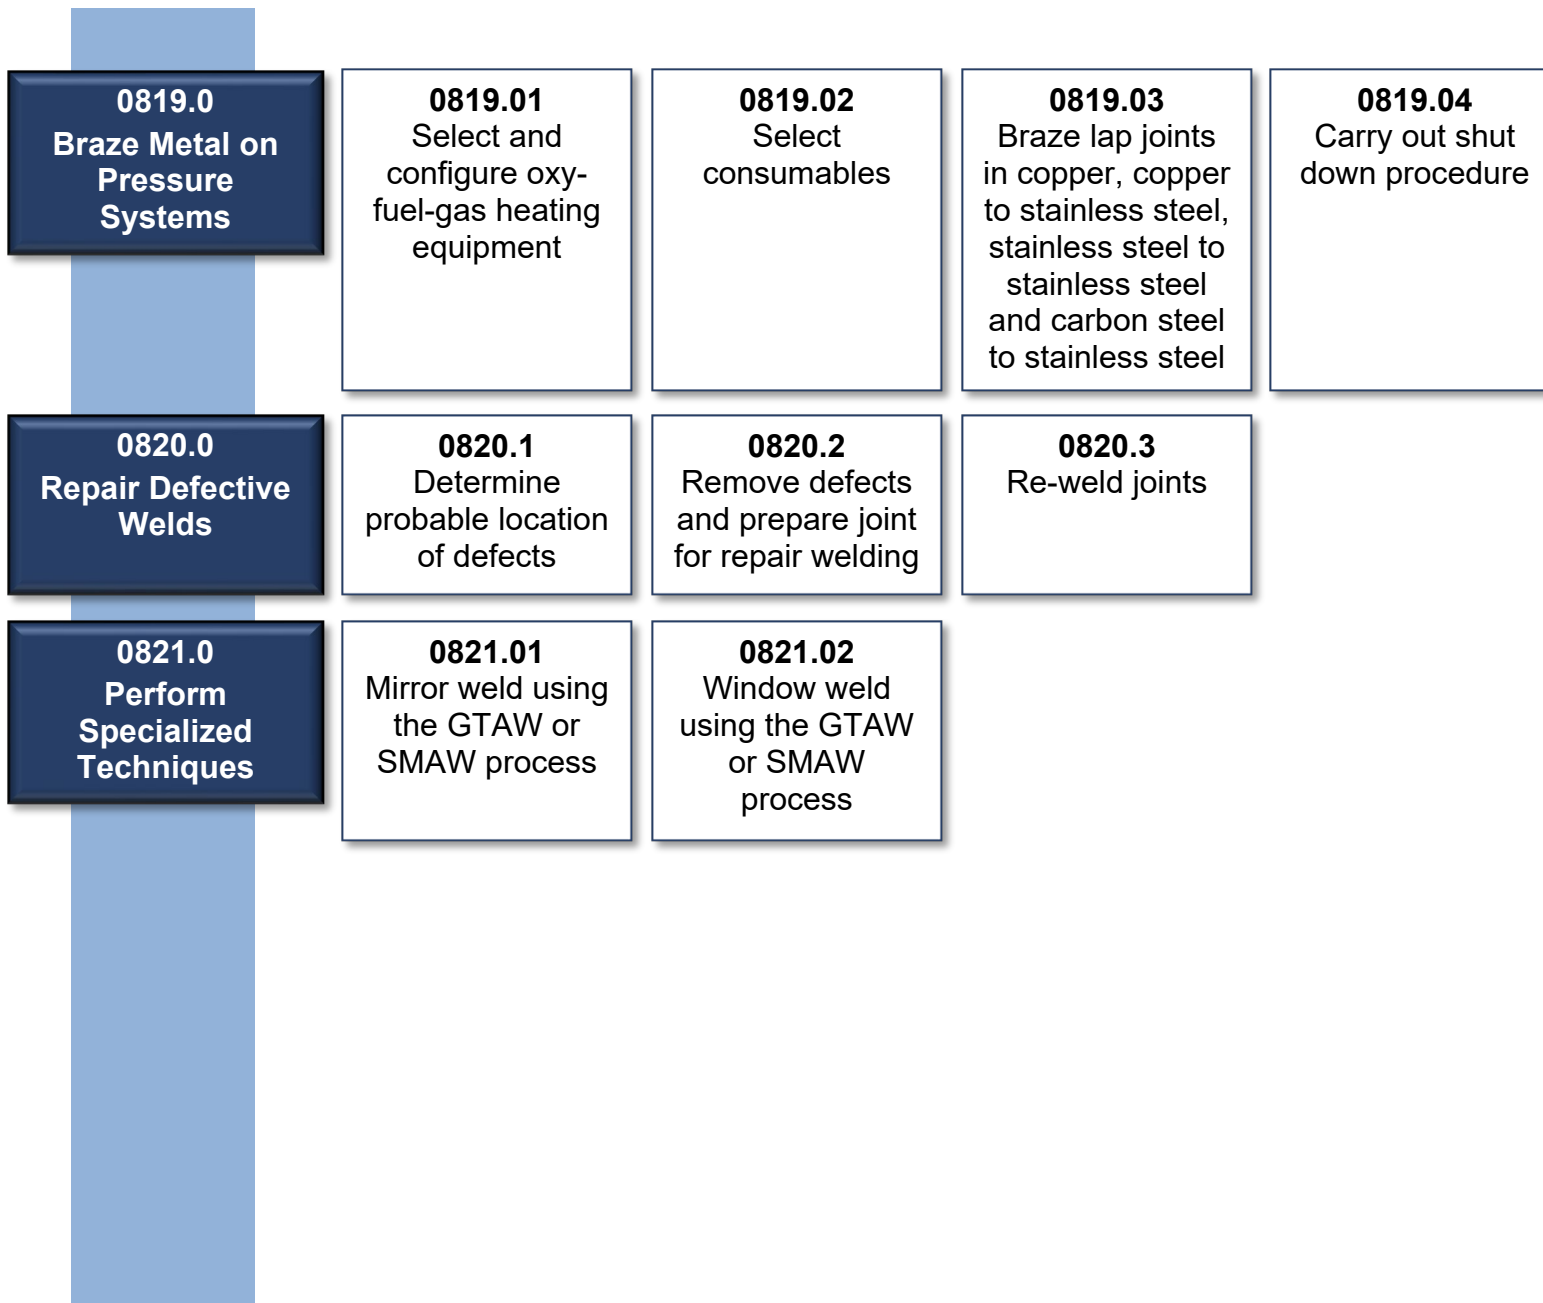 0819.0
Braze Metal on
Pressure
Systems
0819.01
Select and
configure oxy-
fuel-gas heating
equipment
0819.02
Select
consumables
0819.03
Braze lap joints
in copper, copper
to stainless steel,
stainless steel to
stainless steel
and carbon steel
to stainless steel
0819.04
Carry out shut
down procedure
0820.0
Repair Defective
Welds
0820.1
Determine
probable location
of defects
0820.2
Remove defects
and prepare joint
for repair welding
0820.3
Re-weld joints
0821.0
Perform
Specialized
Techniques
0821.01
Mirror weld using
the GTAW or
SMAW process
0821.02
Window weld
using the GTAW
or SMAW
process